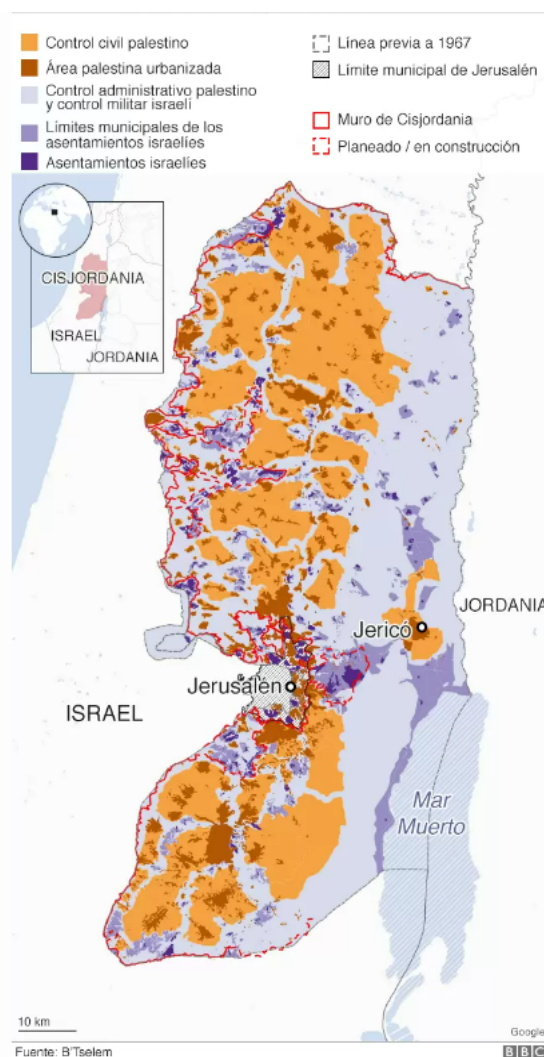 Control civil palestino
Área palestina urbanizada
Control administrativo palestino
y control militar israelí
Límites municipales de los
asentamientos israelíes
Asentamientos israelíes
Línea previa a 1967
Límite municipal de Jerusalén
Muro de Cisjordania
Planeado / en construcción
CISJORDANIA
ISRAEL
JORDANIA
Jericó
JORDANIA
Jerusalén
ISRAEL
Mar
Muerto
10 km
Google
Fuente: B'Tselem
BBC